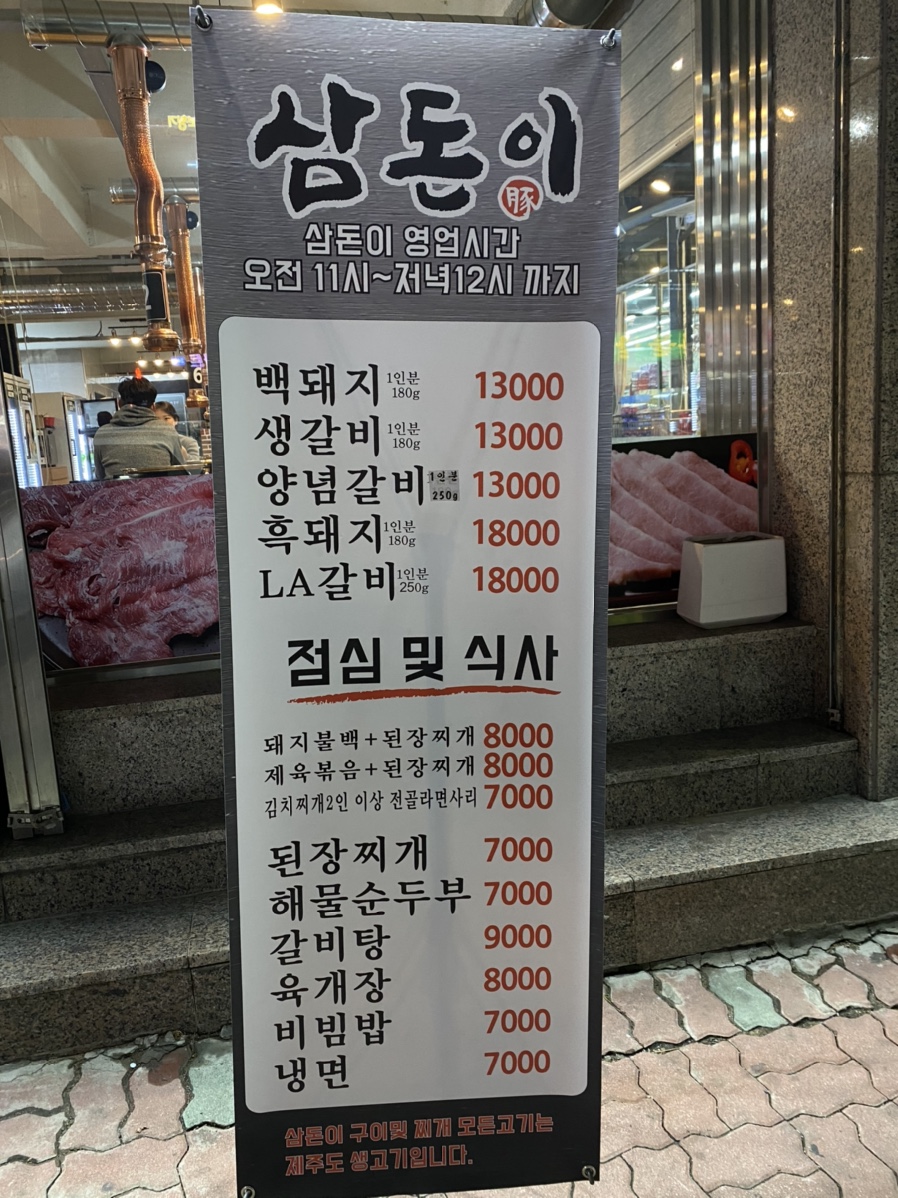 삼돈이
豚
삼돈이 영업시간
오전 11시~저녁12시 까지
백돼지 1인분 180g 13000
생갈비 1인분 180g 13000
양념갈비 1인분 250g 13000
흑돼지 1인분 180g 18000
LA갈비 1인분 250g 18000
점심 및 식사
돼지불백+된장찌개 8000
제육볶음+된장찌개 8000
김치찌개2인 이상 전골라면사리 7000
된장찌개 7000
해물순두부 7000
갈비탕 9000
육개장 8000
비빔밥 7000
냉면 7000
삼돈이 구이및 찌개 모든고기는
제주도 생고기입니다.